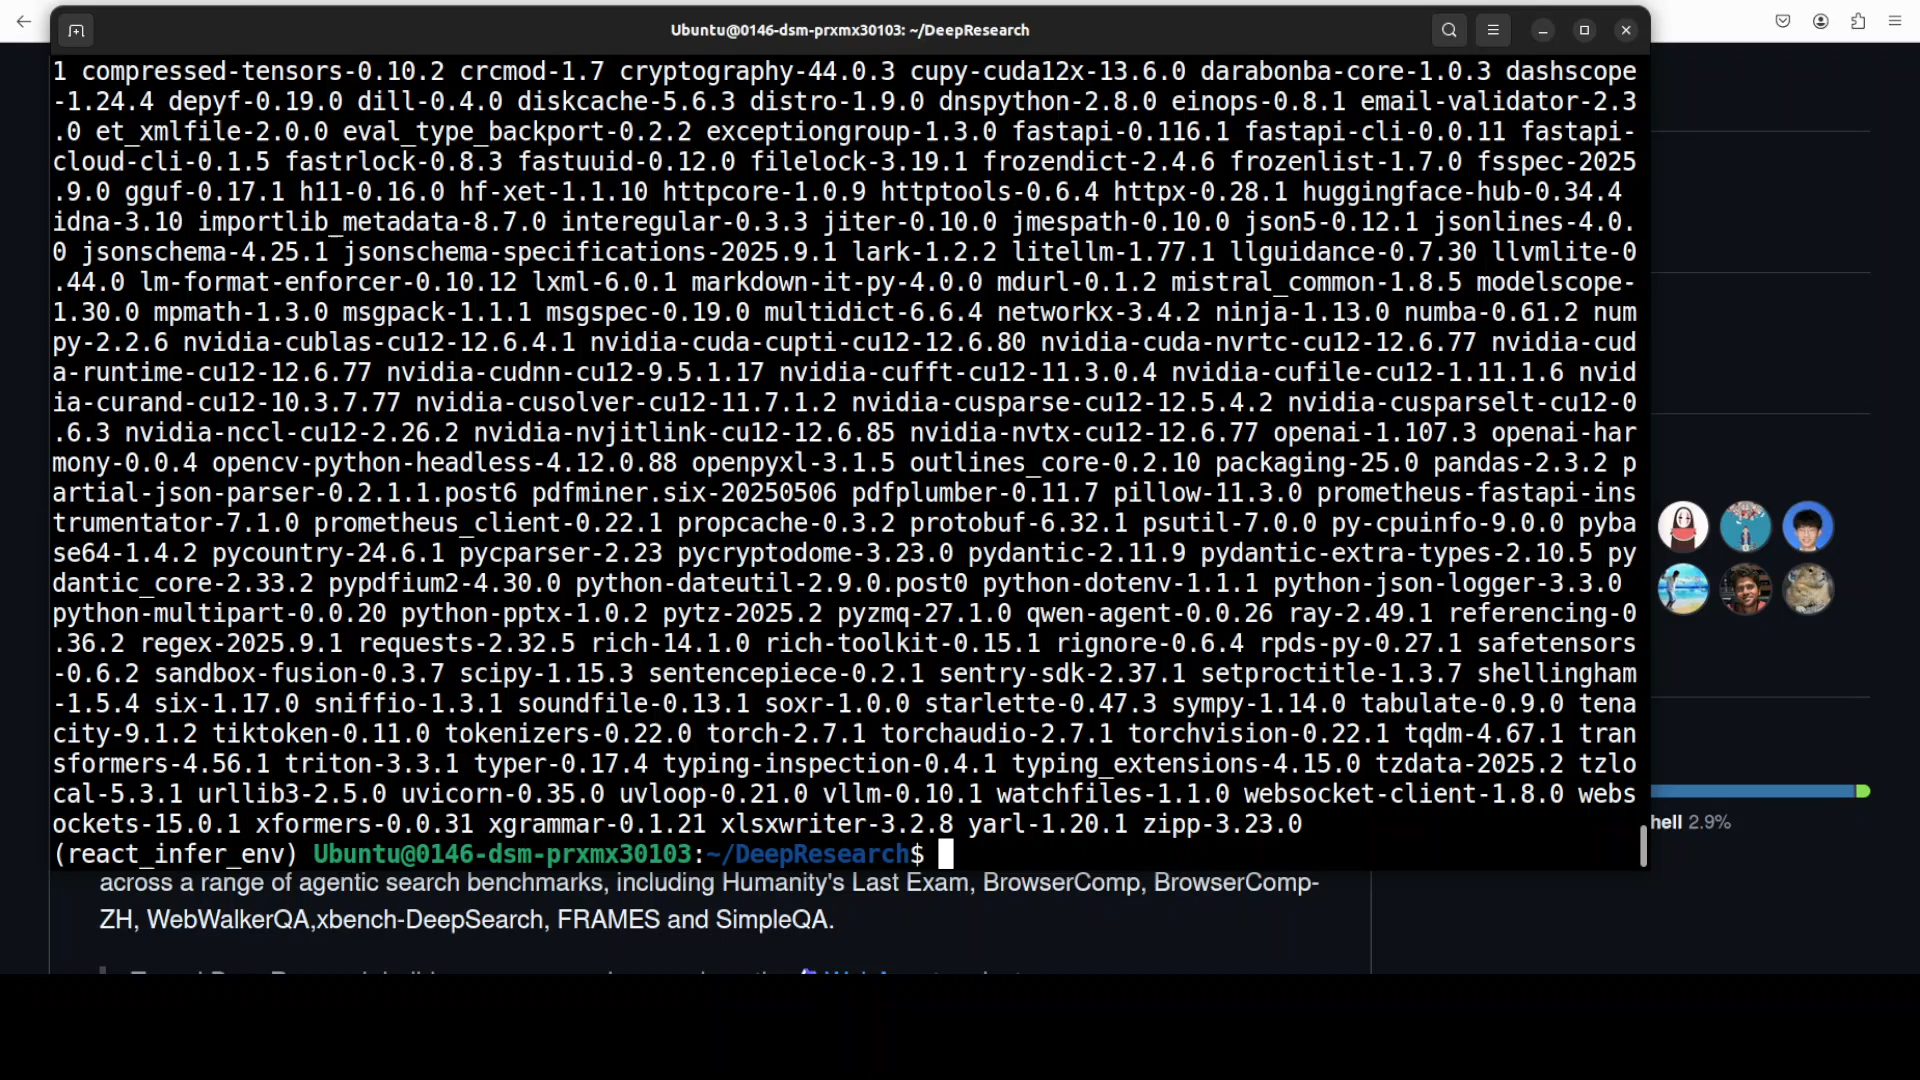 Ubuntu@0146-dsm-prxmx30103: ~/DeepResearch
1 compressed-tensors-0.10.2 crcmod-1.7 cryptography-44.0.3 cupy-cuda12x-13.6.0 darabonba-core-1.0.3 dashscope
-1.24.4 depyf-0.19.0 dill-0.4.0 diskcache-5.6.3 distro-1.9.0 dnspython-2.8.0 einops-0.8.1 email-validator-2.3
.0 et_xmlfile-2.0.0 eval_type_backport-0.2.2 exceptiongroup-1.3.0 fastapi-0.116.1 fastapi-cli-0.0.11 fastapi-
cloud-cli-0.1.5 fastrlock-0.8.3 fastuuid-0.12.0 filelock-3.19.1 frozendict-2.4.6 frozenlist-1.7.0 fsspec-2025
.9.0 gguf-0.17.1 h11-0.16.0 hf-xet-1.1.10 httpcore-1.0.9 httptools-0.6.4 httpx-0.28.1 huggingface-hub-0.34.4
idna-3.10 importlib_metadata-8.7.0 interegular-0.3.3 jiter-0.10.0 jmespath-0.10.0 json5-0.12.1 jsonlines-4.0.
0 jsonschema-4.25.1 jsonschema-specifications-2025.9.1 lark-1.2.2 litellm-1.77.1 llguidance-0.7.30 llvmlite-0
.44.0 lm-format-enforcer-0.10.12 lxml-6.0.1 markdown-it-py-4.0.0 mdurl-0.1.2 mistral_common-1.8.5 modelscope-
1.30.0 mpmath-1.3.0 msgpack-1.1.1 msgspec-0.19.0 multidict-6.6.4 networkx-3.4.2 ninja-1.13.0 numba-0.61.2 num
py-2.2.6 nvidia-cublas-cu12-12.6.4.1 nvidia-cuda-cupti-cu12-12.6.80 nvidia-cuda-nvrtc-cu12-12.6.77 nvidia-cud
a-runtime-cu12-12.6.77 nvidia-cudnn-cu12-9.5.1.17 nvidia-cufft-cu12-11.3.0.4 nvidia-cufile-cu12-1.11.1.6 nvid
ia-curand-cu12-10.3.7.77 nvidia-cusolver-cu12-11.7.1.2 nvidia-cusparse-cu12-12.5.4.2 nvidia-cusparselt-cu12-0
.6.3 nvidia-nccl-cu12-2.26.2 nvidia-nvjitlink-cu12-12.6.85 nvidia-nvtx-cu12-12.6.77 openai-1.107.3 openai-har
mony-0.0.4 opencv-python-headless-4.12.0.88 openpyxl-3.1.5 outlines_core-0.2.10 packaging-25.0 pandas-2.3.2 p
artial-json-parser-0.2.1.1.post6 pdfminer.six-20250506 pdfplumber-0.11.7 pillow-11.3.0 prometheus-fastapi-ins
trumentator-7.1.0 prometheus_client-0.22.1 propcache-0.3.2 protobuf-6.32.1 psutil-7.0.0 py-cpuinfo-9.0.0 pyba
se64-1.4.2 pycountry-24.6.1 pycparser-2.23 pycryptodome-3.23.0 pydantic-2.11.9 pydantic-extra-types-2.10.5 py
dantic_core-2.33.2 pypdfium2-4.30.0 python-dateutil-2.9.0.post0 python-dotenv-1.1.1 python-json-logger-3.3.0
python-multipart-0.0.20 python-pptx-1.0.2 pytz-2025.2 pyzmq-27.1.0 qwen-agent-0.0.26 ray-2.49.1 referencing-0
.36.2 regex-2025.9.1 requests-2.32.5 rich-14.1.0 rich-toolkit-0.15.1 rignore-0.6.4 rpds-py-0.27.1 safetensors
-0.6.2 sandbox-fusion-0.3.7 scipy-1.15.3 sentencepiece-0.2.1 sentry-sdk-2.37.1 setproctitle-1.3.7 shellingham
-1.5.4 six-1.17.0 sniffio-1.3.1 soundfile-0.13.1 soxr-1.0.0 starlette-0.47.3 sympy-1.14.0 tabulate-0.9.0 tena
city-9.1.2 tiktoken-0.11.0 tokenizers-0.22.0 torch-2.7.1 torchaudio-2.7.1 torchvision-0.22.1 tqdm-4.67.1 tran
sformers-4.56.1 triton-3.3.1 typer-0.17.4 typing-inspection-0.4.1 typing_extensions-4.15.0 tzdata-2025.2 tzlo
cal-5.3.1 urllib3-2.5.0 uvicorn-0.35.0 uvloop-0.21.0 vllm-0.10.1 watchfiles-1.1.0 websocket-client-1.8.0 webs
ockets-15.0.1 xformers-0.0.31 xgrammar-0.1.21 xlsxwriter-3.2.8 yarl-1.20.1 zipp-3.23.0
(react_infer_env) Ubuntu@0146-dsm-prxmx30103:~/DeepResearch$
hell 2.9%
across a range of agentic search benchmarks, including Humanity's Last Exam, BrowserComp, BrowserComp-
ZH, WebWalkerQA,xbench-DeepSearch, FRAMES and SimpleQA.